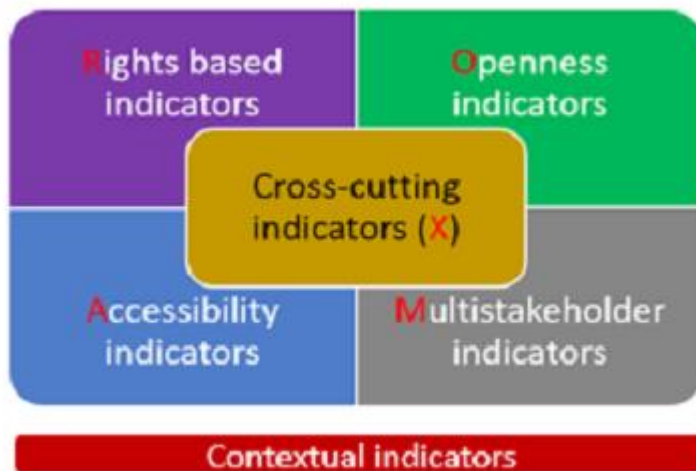 Rights based
indicators
Openness
indicators
Cross-cutting
indicators (X)
Accessibility
indicators
Multistakeholder
indicators
Contextual indicators